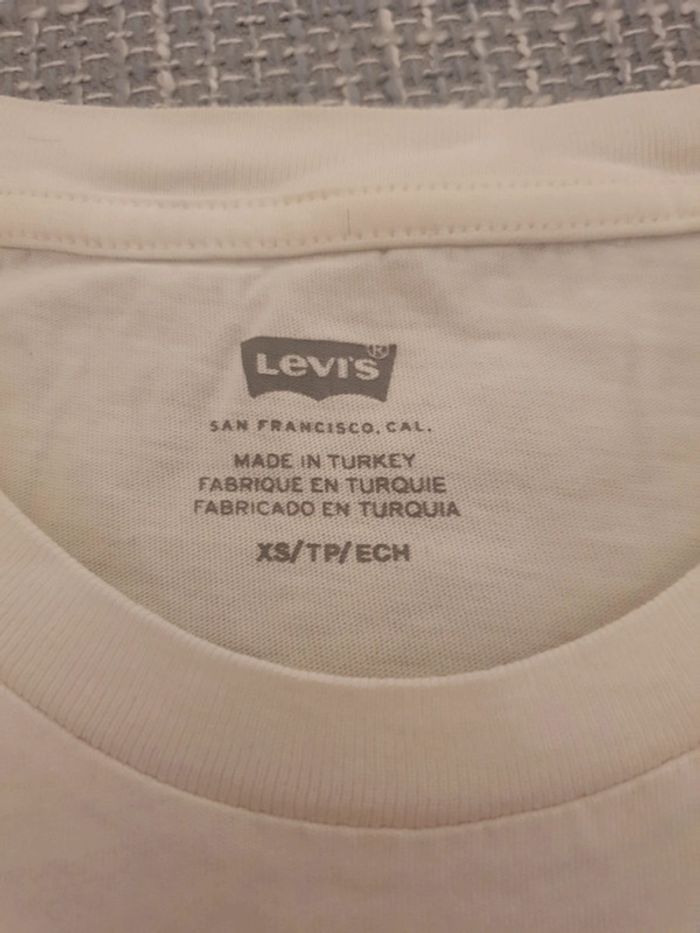 Levi's®
SAN FRANCISCO, CAL.
MADE IN TURKEY
FABRIQUE EN TURQUIE
FABRICADO EN TURQUIA
XS/TP/ECH